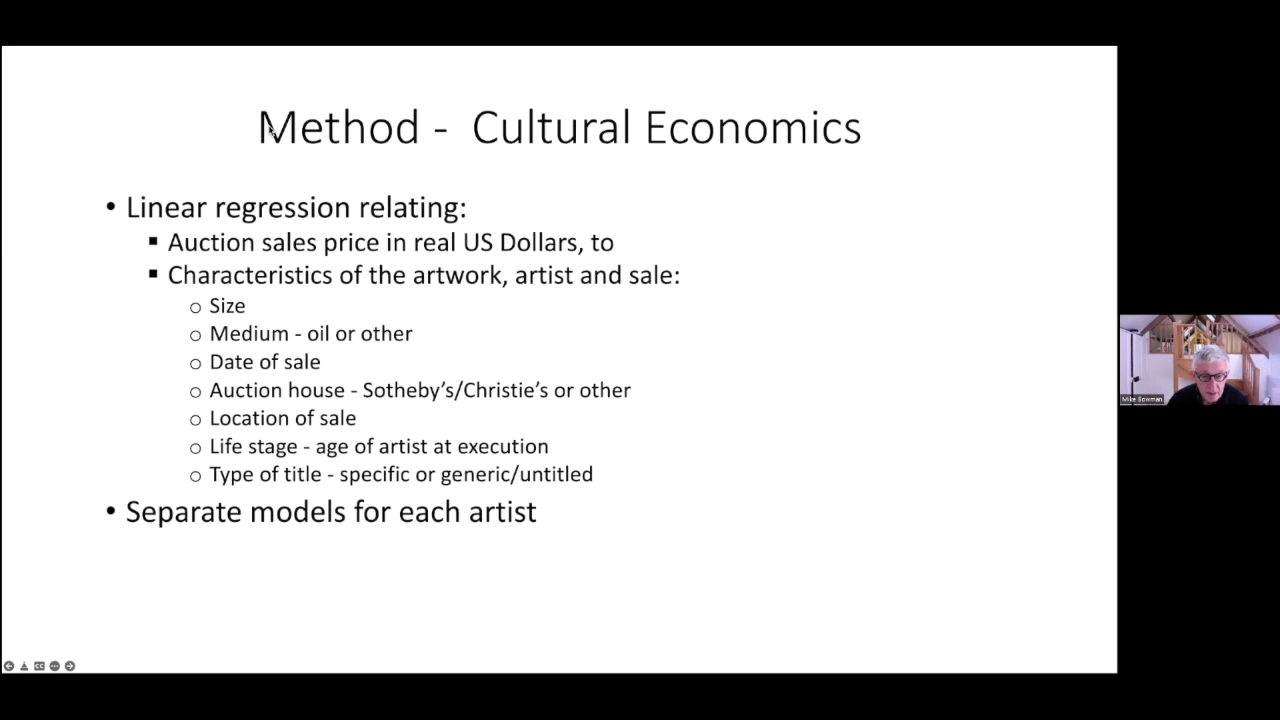 Method -  Cultural Economics
• Linear regression relating:
▪ Auction sales price in real US Dollars, to
▪ Characteristics of the artwork, artist and sale:
o Size
o Medium - oil or other
o Date of sale
o Auction house - Sotheby’s/Christie’s or other
o Location of sale
o Life stage - age of artist at execution
o Type of title - specific or generic/untitled
• Separate models for each artist
Mike Bowman